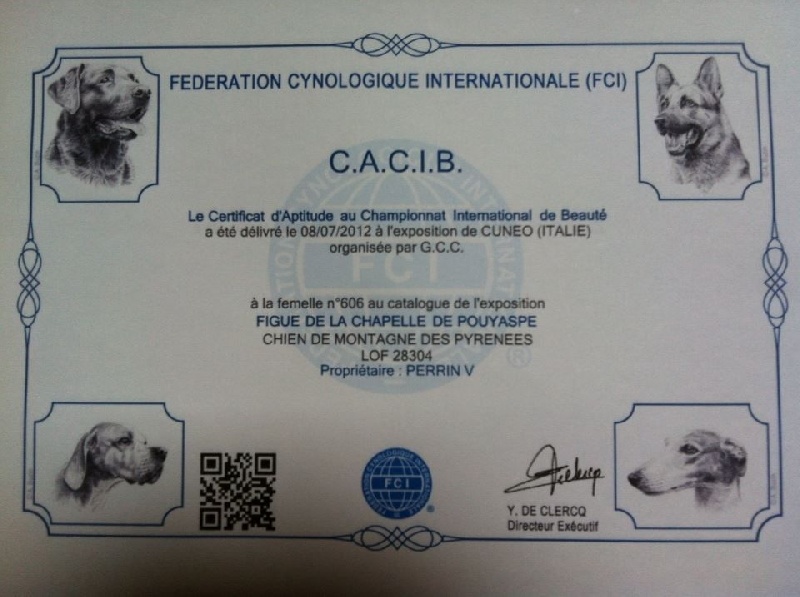 FEDERATION CYNOLOGIQUE INTERNATIONALE (FCI)
C.A.C.I.B.
Le Certificat d'Aptitude au Championnat International de Beauté
a été délivré le 08/07/2012 à l'exposition de CUNEO (ITALIE)
organisée par G.C.C.
FCI
à la femelle n°606 au catalogue de l'exposition
FIGUE DE LA CHAPELLE DE POUYASPE
CHIEN DE MONTAGNE DES PYRENEES
LOF 28304
Propriétaire : PERRIN V
FCI
Y. DE CLERCQ
Directeur Exécutif